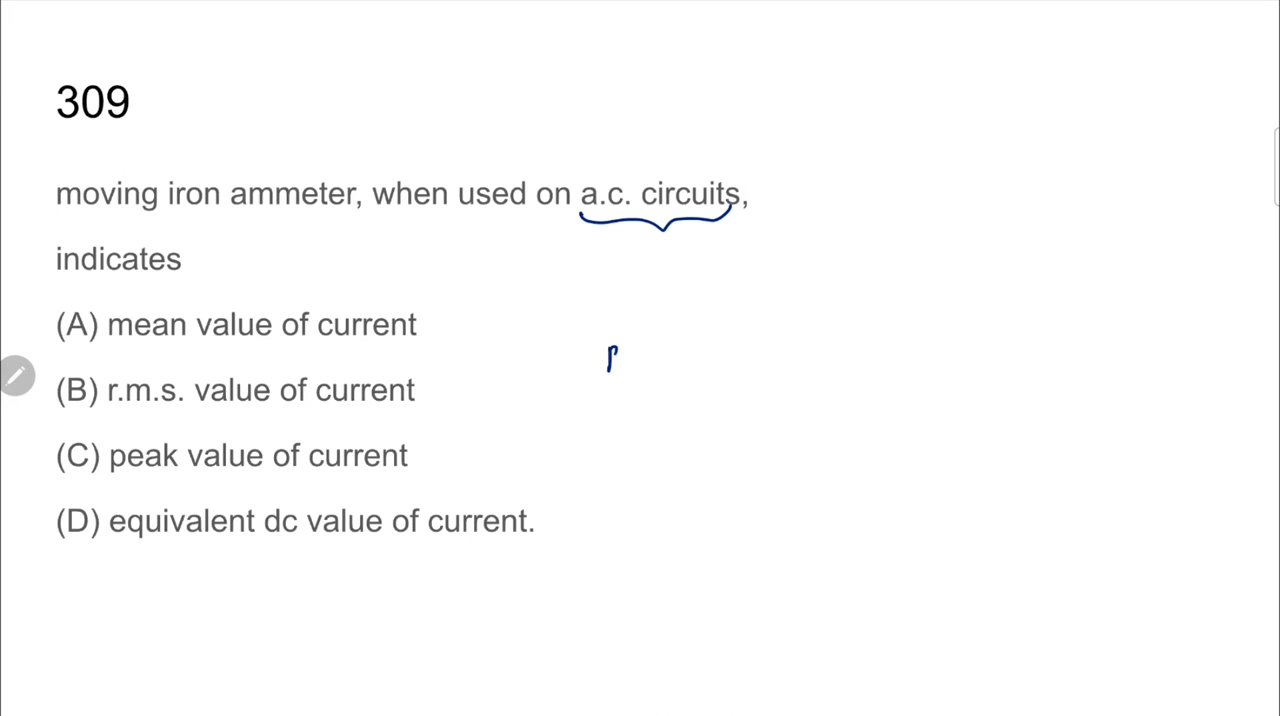 309
moving iron ammeter, when used on a.c. circuits,
indicates
(A) mean value of current
(B) r.m.s. value of current
(C) peak value of current
(D) equivalent dc value of current.